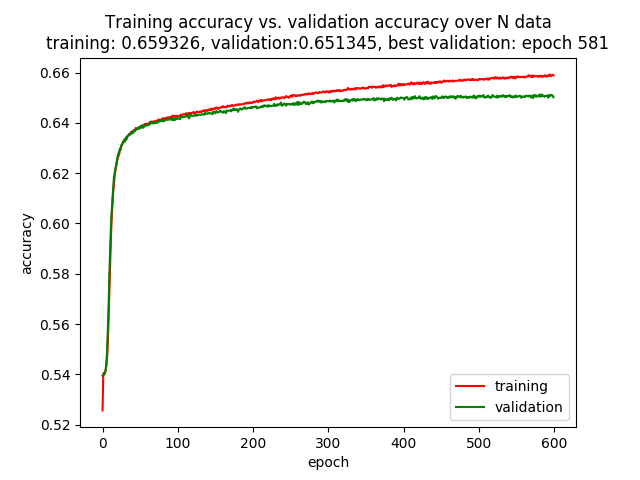 Training accuracy vs. validation accuracy over N data
training: 0.659326, validation:0.651345, best validation: epoch 581
0.66
0.64
0.62
0.60
0.58
0.56
0.54
0.52
accuracy
0 100 200 300 400 500 600
epoch
training
validation